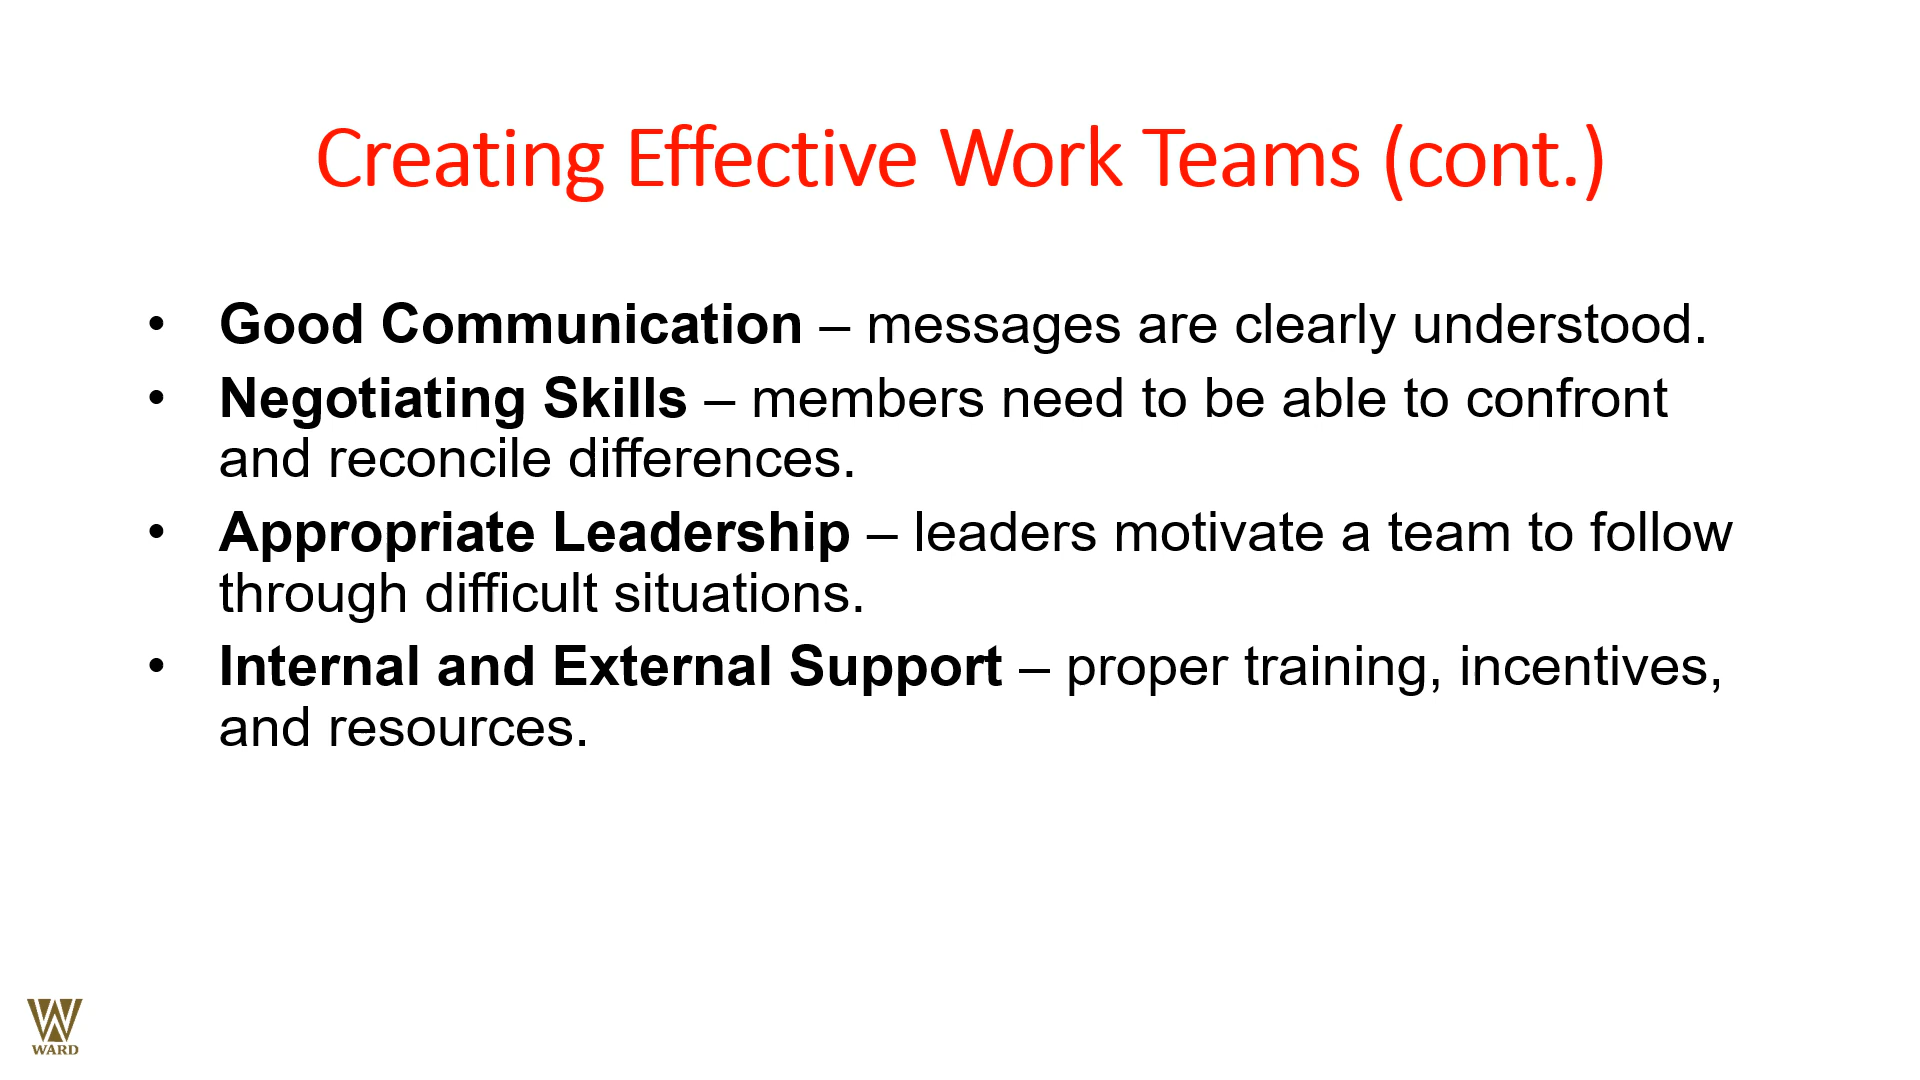 Creating Effective Work Teams (cont.)
• Good Communication – messages are clearly understood.
• Negotiating Skills – members need to be able to confront
and reconcile differences.
• Appropriate Leadership – leaders motivate a team to follow
through difficult situations.
• Internal and External Support – proper training, incentives,
and resources.
WARD